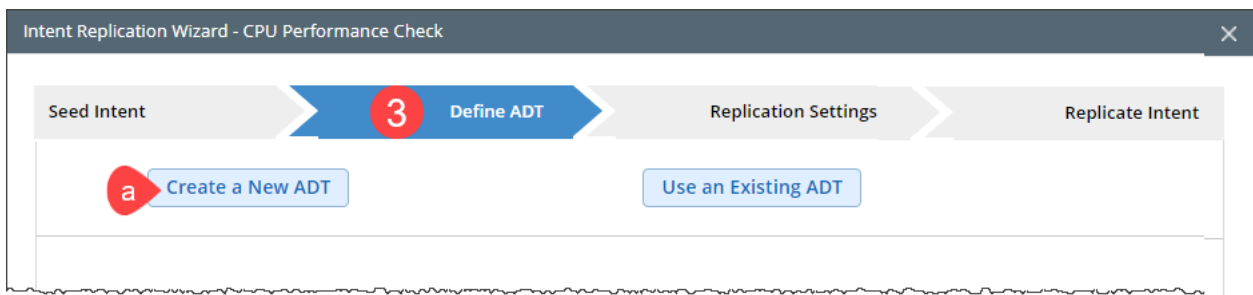 Intent Replication Wizard - CPU Performance Check
Seed Intent 3 Define ADT Replication Settings Replicate Intent
a Create a New ADT Use an Existing ADT